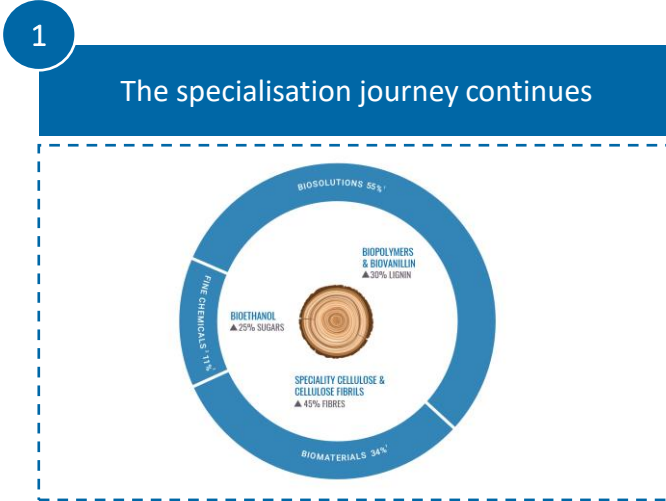 1
The specialisation journey continues
BIOSOLUTIONS 55%¹
BIOPOLYMERS
& BIOVANILLIN
▲30% LIGNIN
FINE CHEMICALS² 11%¹
BIOETHANOL
▲25% SUGARS
SPECIALITY CELLULOSE &
CELLULOSE FIBRILS
▲ 45% FIBRES
BIOMATERIALS 34%¹